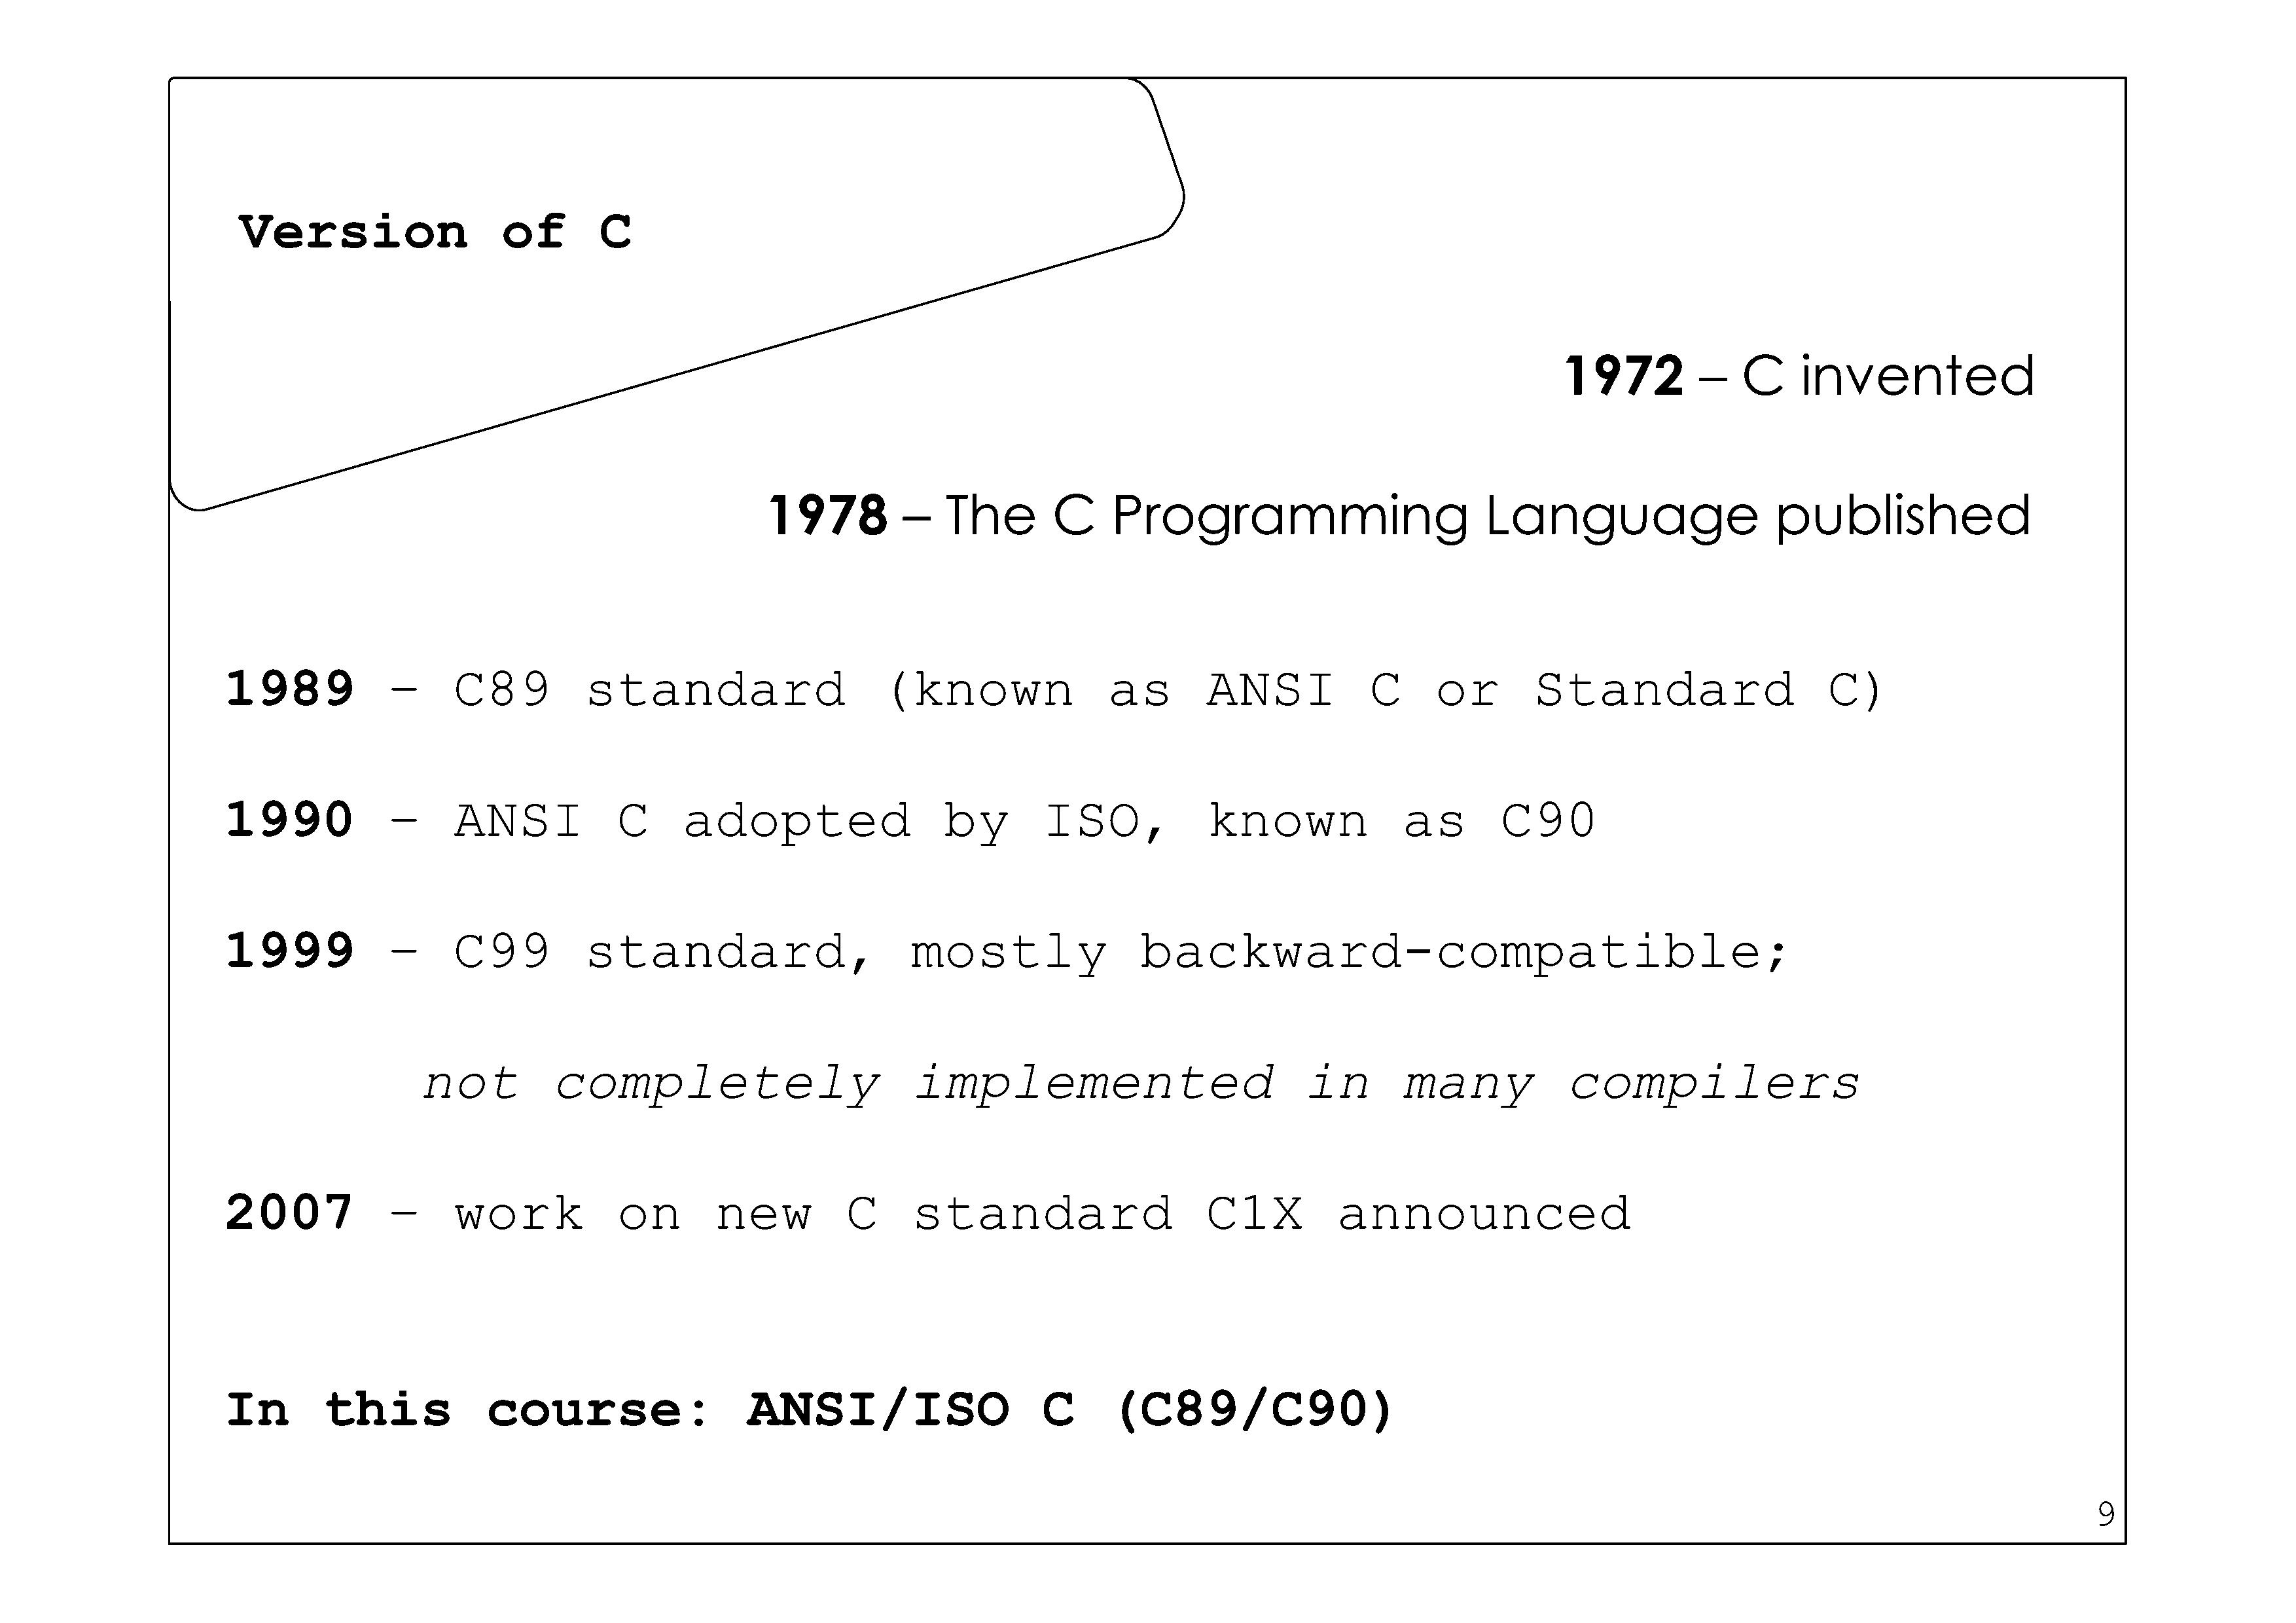 Version of C
1972 – C invented
1978 – The C Programming Language published
1989 – C89 standard (known as ANSI C or Standard C)
1990 – ANSI C adopted by ISO, known as C90
1999 – C99 standard, mostly backward-compatible;
not completely implemented in many compilers
2007 – work on new C standard C1X announced
In this course: ANSI/ISO C (C89/C90)
9